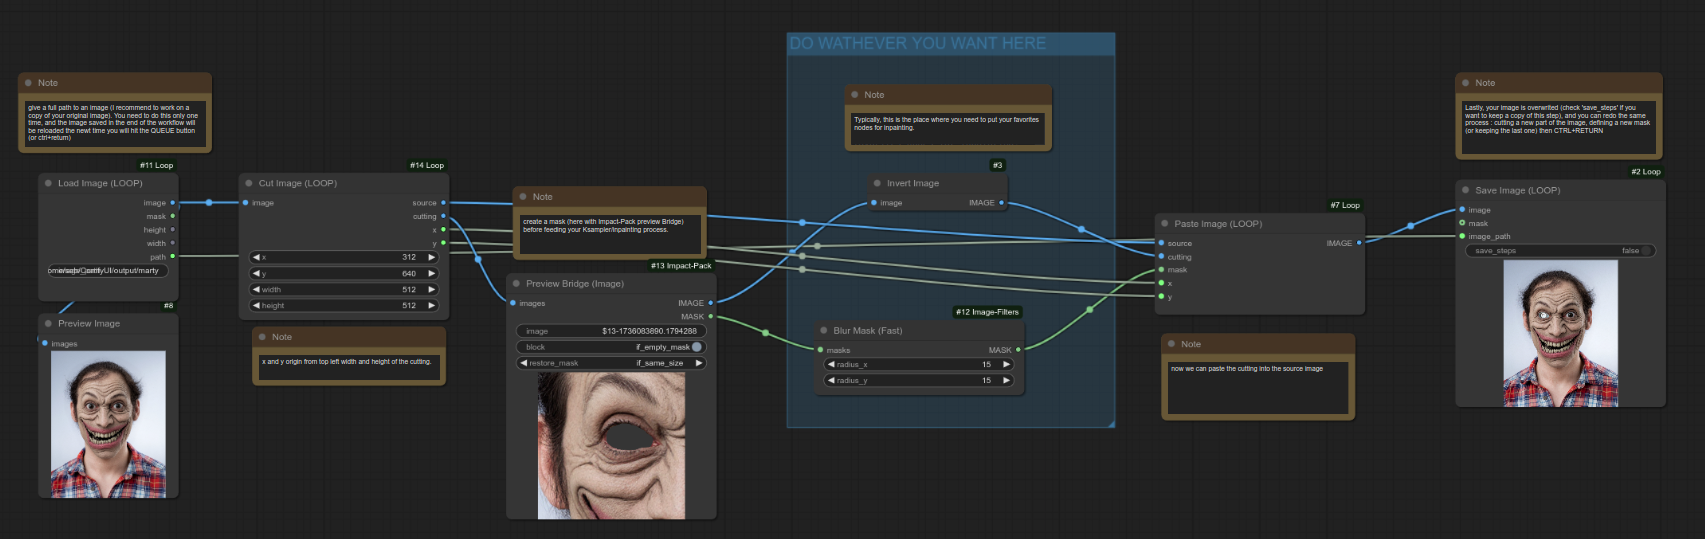 Note
give a full path to an image (I recommend to work on a
copy of your original image). You need to do this only one
time, and the image saved in the end of the workflow will
be reloaded the newt time you will hit the QUEUE button
(or ctrl+return)
#11 Loop
Load Image (LOOP)
image
mask
height
width
path
UI/output/marty
#8
Preview Image
images
#14 Loop
Cut Image (LOOP)
image
source
cutting
x
y
x 312
y 640
width 512
height 512
Note
x and y origin from top left width and height of the cutting.
Note
create a mask (here with Impact-Pack preview Bridge)
before feeding your Ksampler/inpainting process.
#13 Impact-Pack
Preview Bridge (Image)
images
IMAGE
MASK
image $13-1736083890.1794288
block if_empty_mask
restore_mask if_same_size
DO WATHEVER YOU WANT HERE
Note
Typically, this is the place where you need to put your favorites
nodes for inpainting.
#3
Invert Image
image IMAGE
#12 Image-Filters
Blur Mask (Fast)
masks MASK
radius_x 15
radius_y 15
#7 Loop
Paste Image (LOOP)
source IMAGE
cutting
mask
x
y
Note
now we can paste the cutting into the source image
Note
Lastly, your image is overwrited (check 'save_steps' if you
want to keep a copy of this step), and you can redo the same
process : cutting a new part of the image, defining a new mask
(or keeping the last one) then CTRL+RETURN
#2 Loop
Save Image (LOOP)
image
mask
image_path
save_steps false